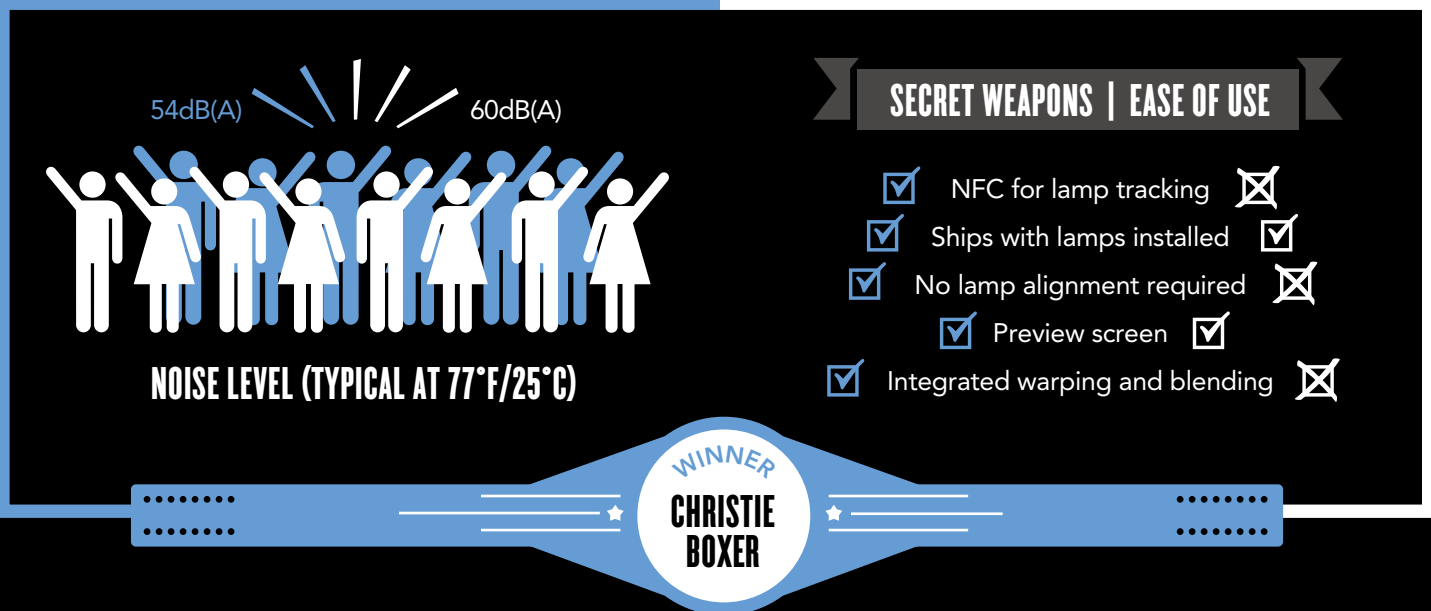 54dB(A)
60dB(A)
NOISE LEVEL (TYPICAL AT 77°F/25°C)
SECRET WEAPONS | EASE OF USE
NFC for lamp tracking
Ships with lamps installed
No lamp alignment required
Preview screen
Integrated warping and blending
WINNER
CHRISTIE
BOXER